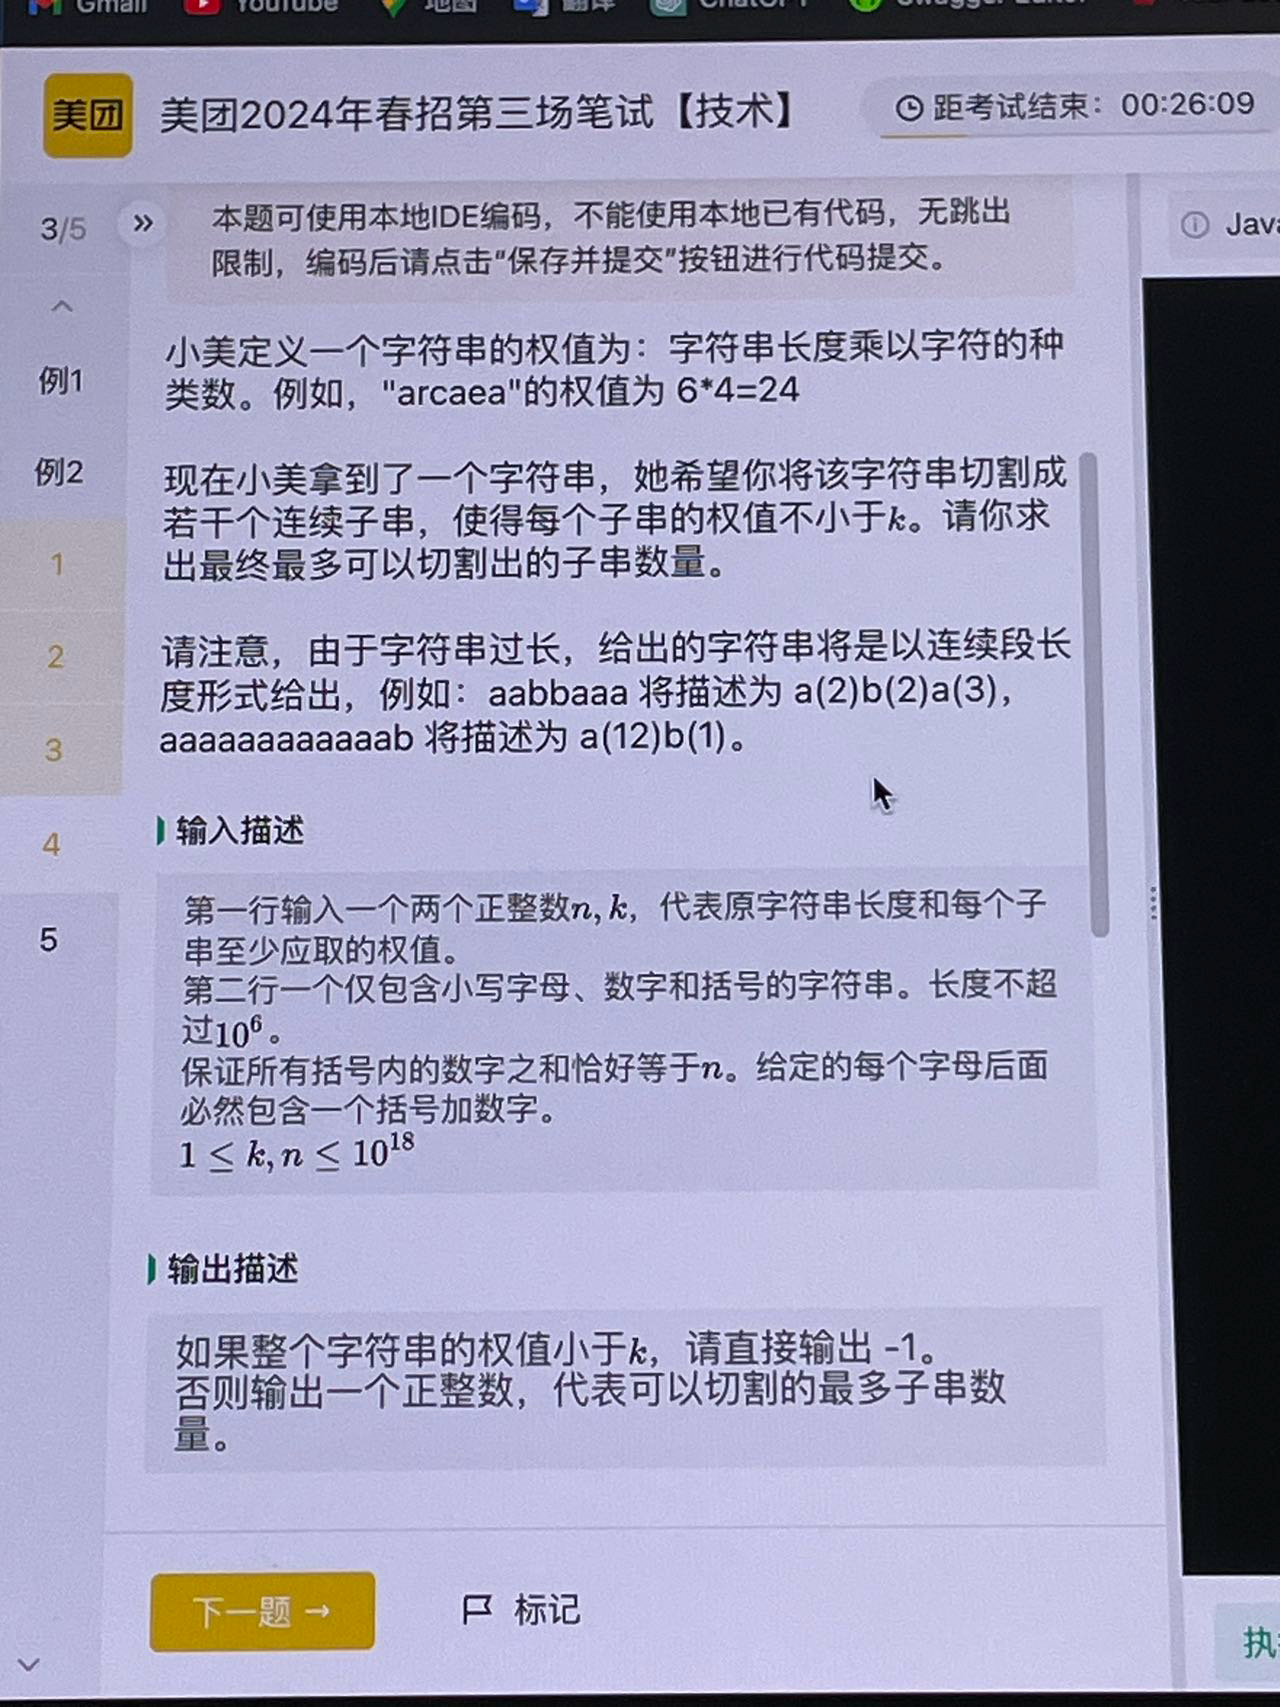 Gmail
YouTube
地图
翻译
美团
美团2024年春招第三场笔试【技术】
距考试结束：00:26:09
3/5
»
本题可使用本地IDE编码，不能使用本地已有代码，无跳出
限制，编码后请点击“保存并提交”按钮进行代码提交。
例1
例2
1
2
3
4
5
小美定义一个字符串的权值为：字符串长度乘以字符的种
类数。例如，"arcaea"的权值为 6*4=24
现在小美拿到了一个字符串，她希望你将该字符串切割成
若干个连续子串，使得每个子串的权值不小于k。请你求
出最终最多可以切割出的子串数量。
请注意，由于字符串过长，给出的字符串将是以连续段长
度形式给出，例如：aabbaaa 将描述为 a(2)b(2)a(3)，
aaaaaaaaaaaab 将描述为 a(12)b(1)。
输入描述
第一行输入一个两个正整数n, k，代表原字符串长度和每个子
串至少应取的权值。
第二行一个仅包含小写字母、数字和括号的字符串。长度不超
过10⁶。
保证所有括号内的数字之和恰好等于n。给定的每个字母后面
必然包含一个括号加数字。
1 ≤ k, n ≤ 10¹⁸
输出描述
如果整个字符串的权值小于k，请直接输出 -1。
否则输出一个正整数，代表可以切割的最多子串数
量。
下一题 →
标记